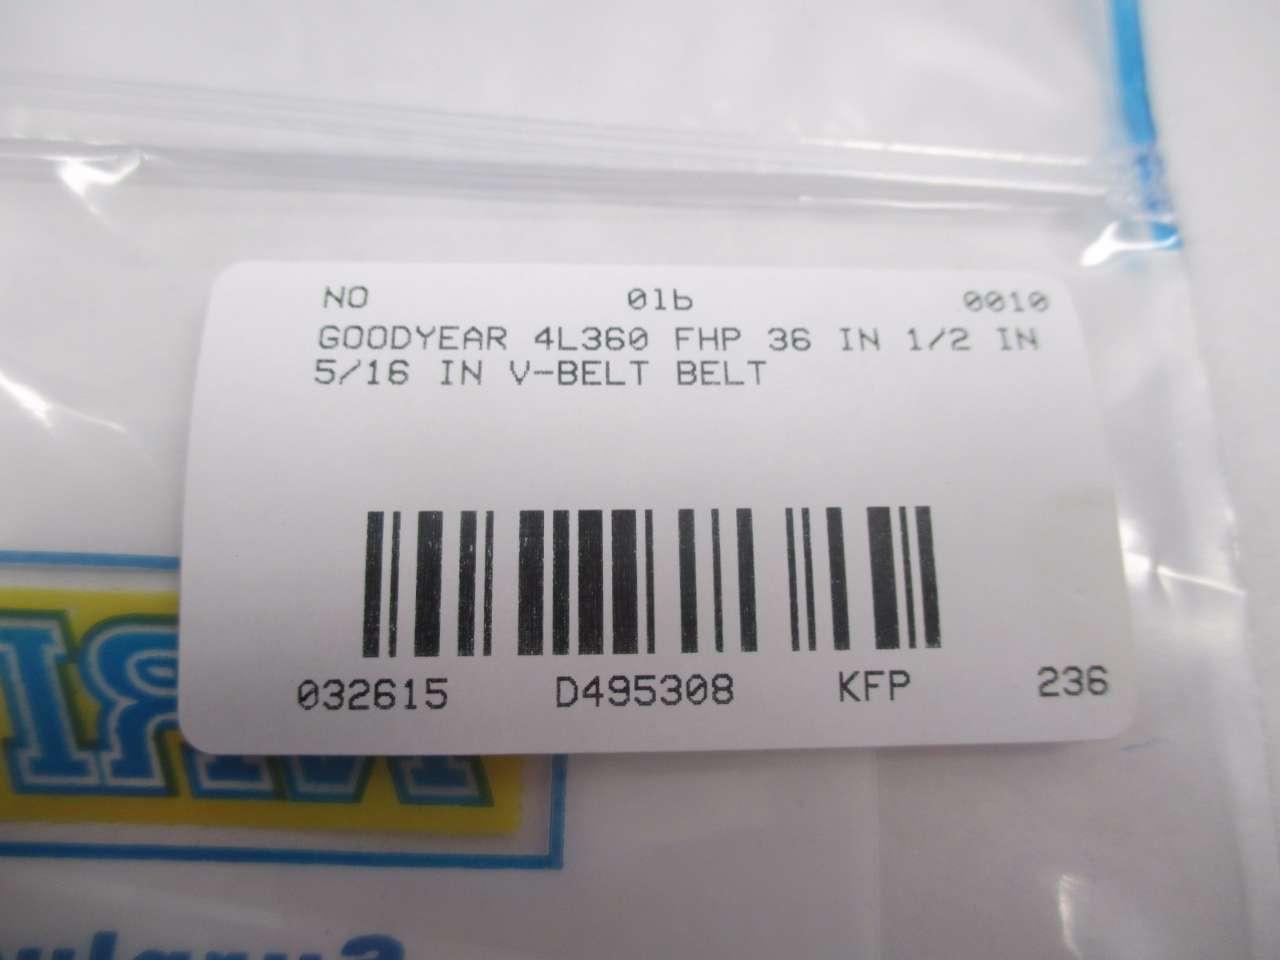 NO 01b 0010
GOODYEAR 4L360 FHP 36 IN 1/2 IN
5/16 IN V-BELT BELT
032615 D495308 KFP 236